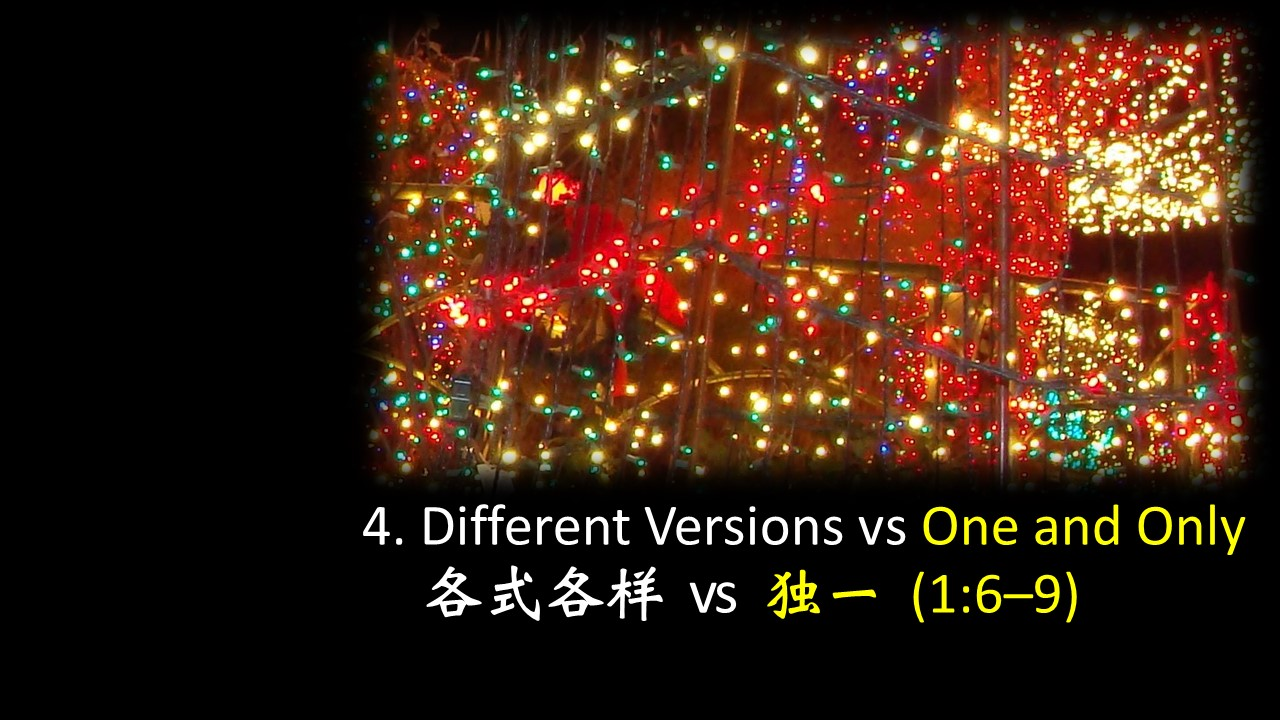 4. Different Versions vs One and Only
各式各样 vs 独一 (1:6–9)